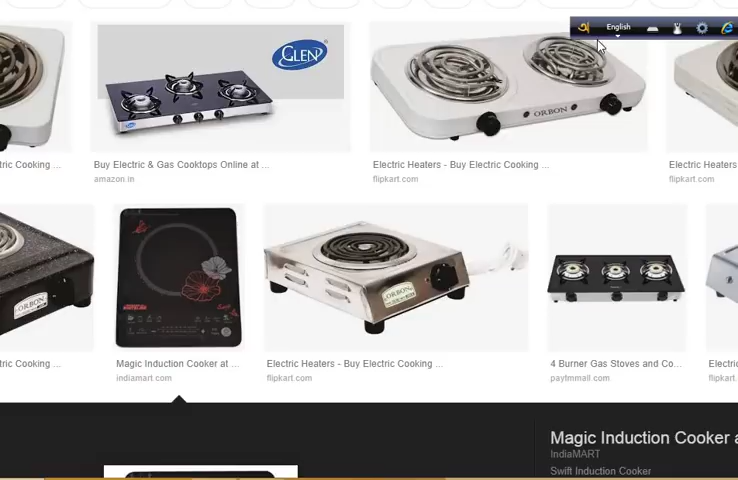 অ English
GLEN
ORBON
tric Cooking ...
Buy Electric & Gas Cooktops Online at ...
Electric Heaters - Buy Electric Cooking ...
Electric Heaters
amazon.in
flipkart.com
flipkart.com
ORBON
ORBON
tric Cooking ...
Magic Induction Cooker at ...
Electric Heaters - Buy Electric Cooking ...
4 Burner Gas Stoves and Co...
Electri
indiamart.com
flipkart.com
paytmmall.com
flipkart.
Magic Induction Cooker a
IndiaMART
Swift Induction Cooker